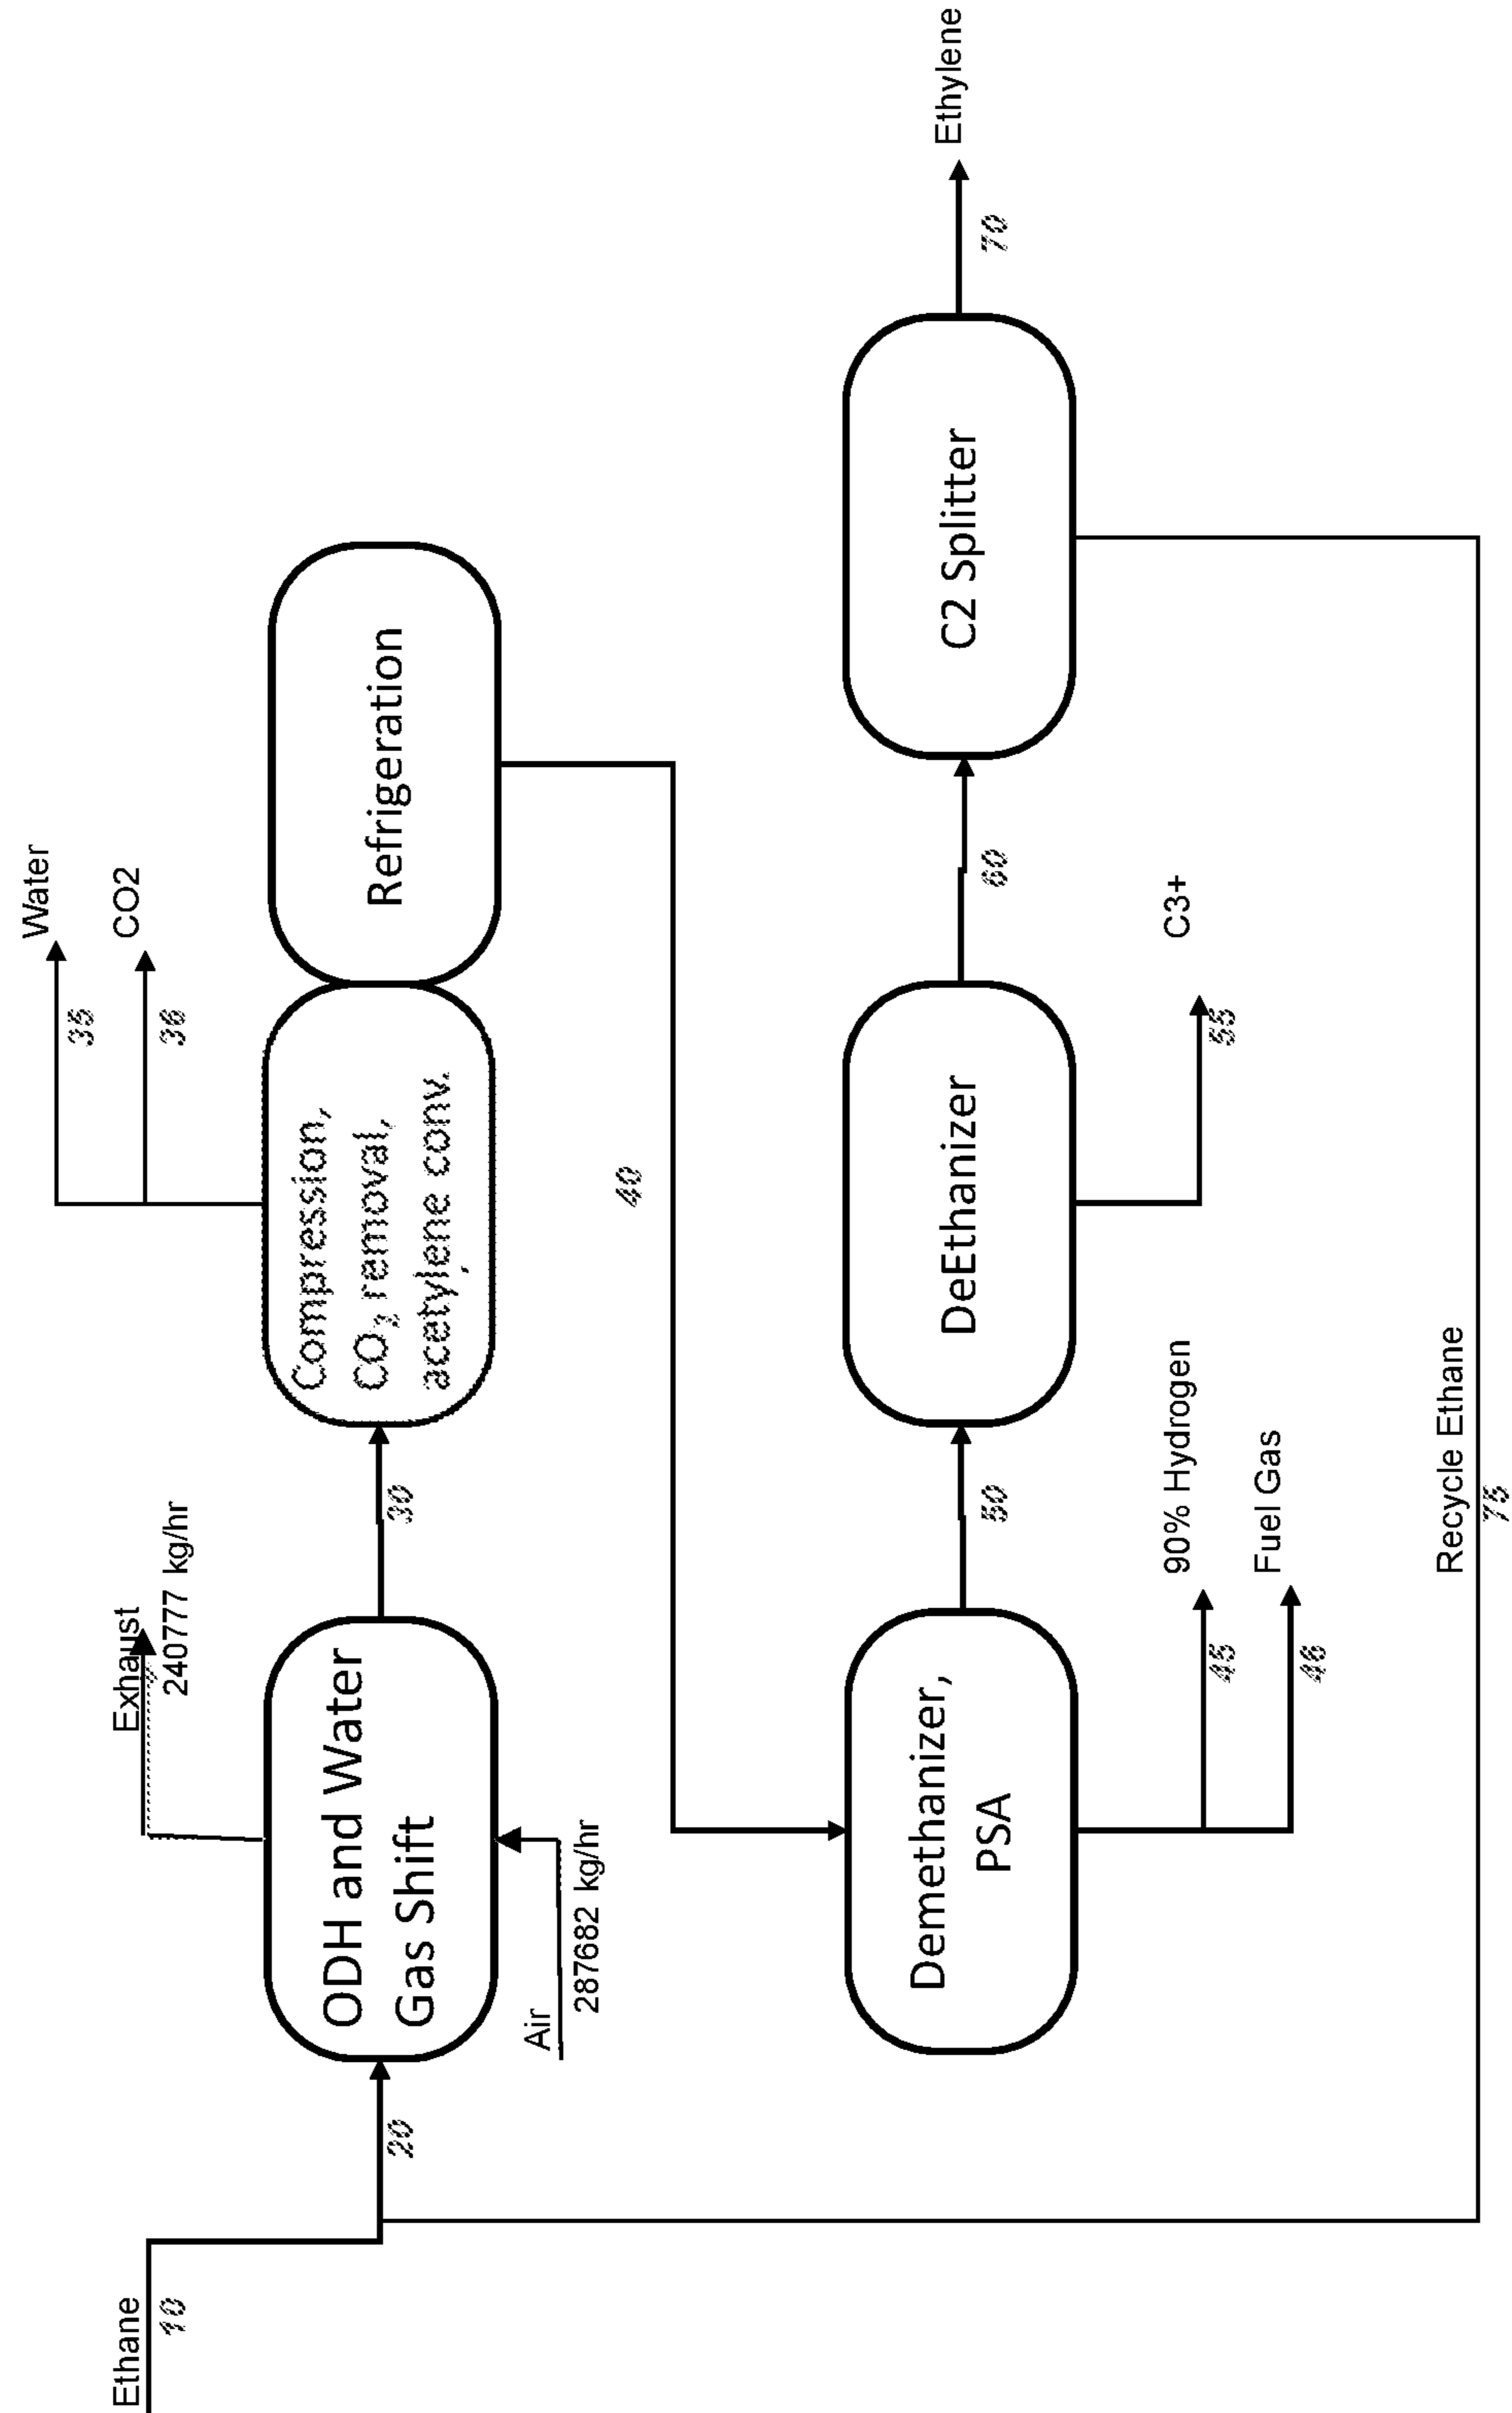 Ethane
10
20
Exhaust
240777 kg/hr
ODH and Water
Gas Shift
Air
287682 kg/hr
30
Water
35
CO2
36
Compression,
CO2 removal,
acetylene conv.
Refrigeration
40
Demethanizer,
PSA
90% Hydrogen
45
Fuel Gas
46
50
DeEthanizer
C3+
55
60
C2 Splitter
Ethylene
70
Recycle Ethane
75